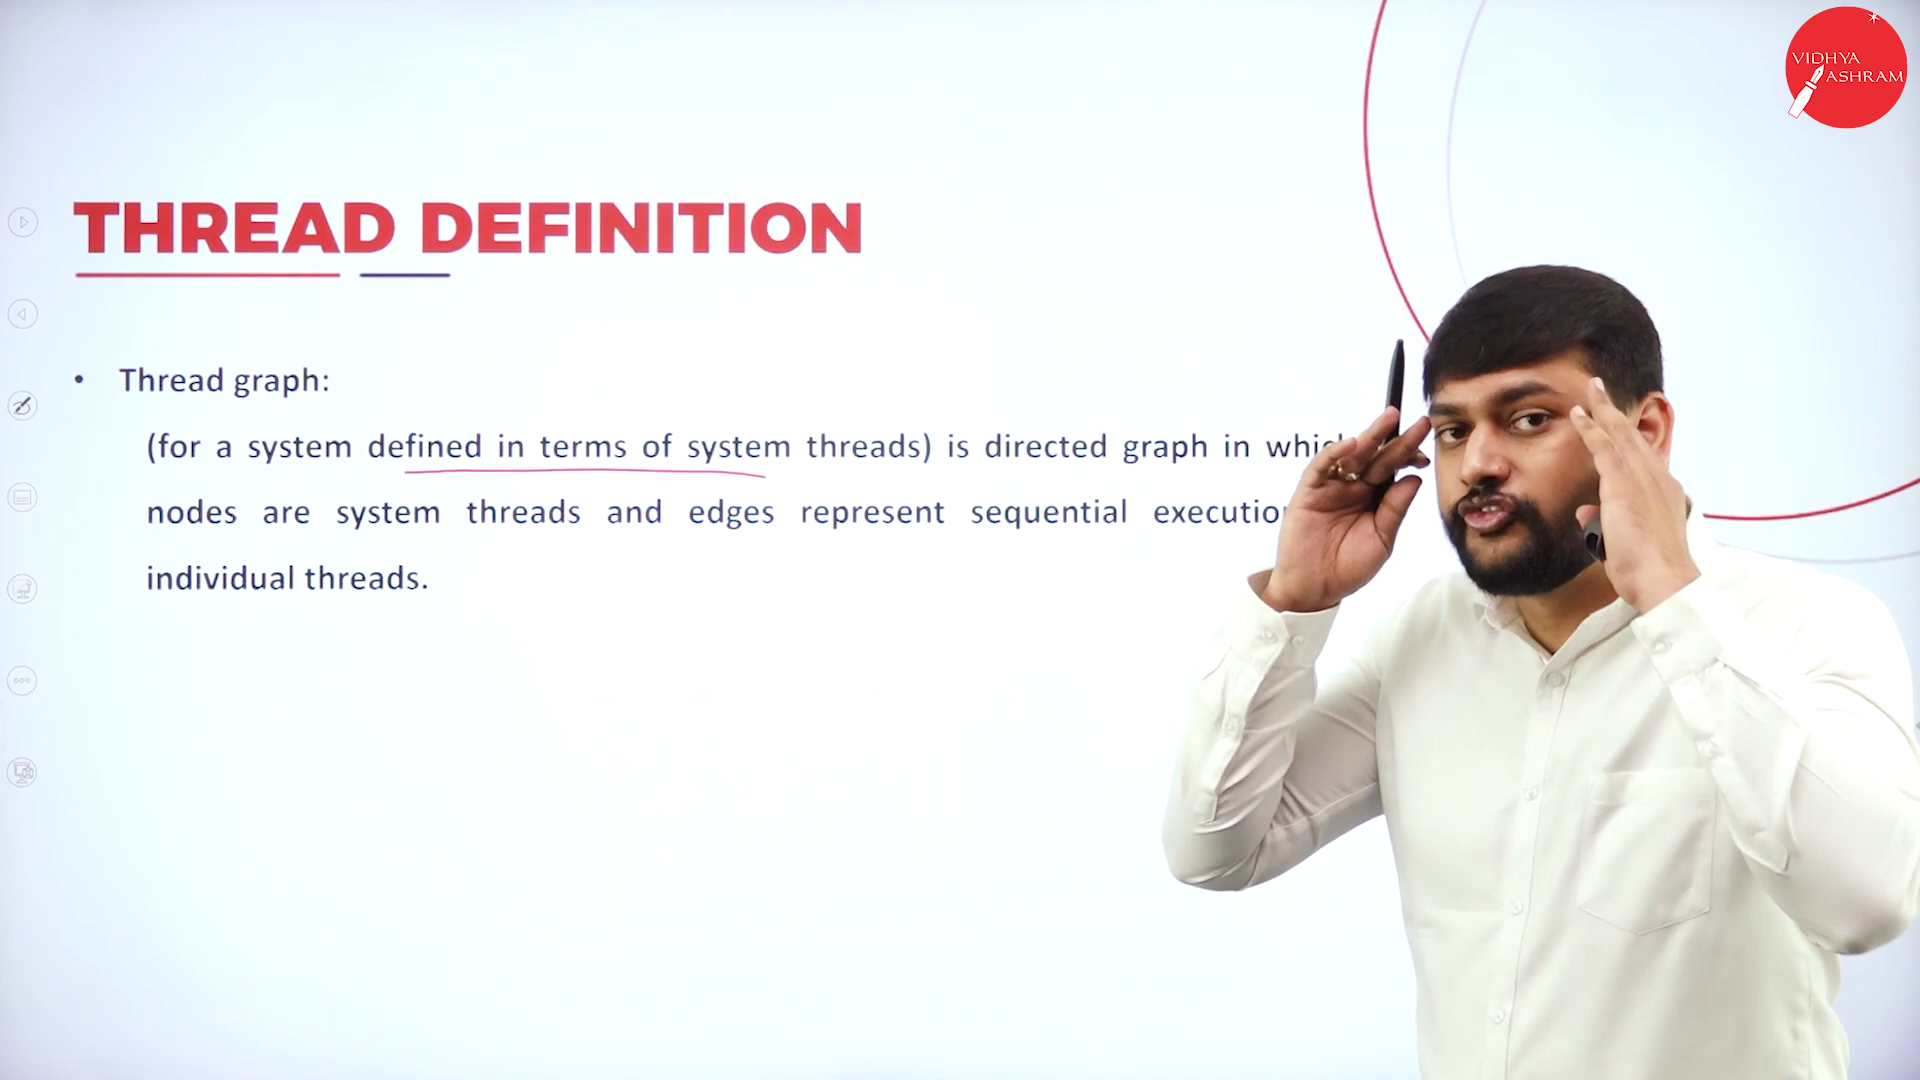 VIDHYA
ASHRAM
THREAD DEFINITION
• Thread graph:
(for a system defined in terms of system threads) is directed graph in
nodes are system threads and edges represent sequential
individual threads.